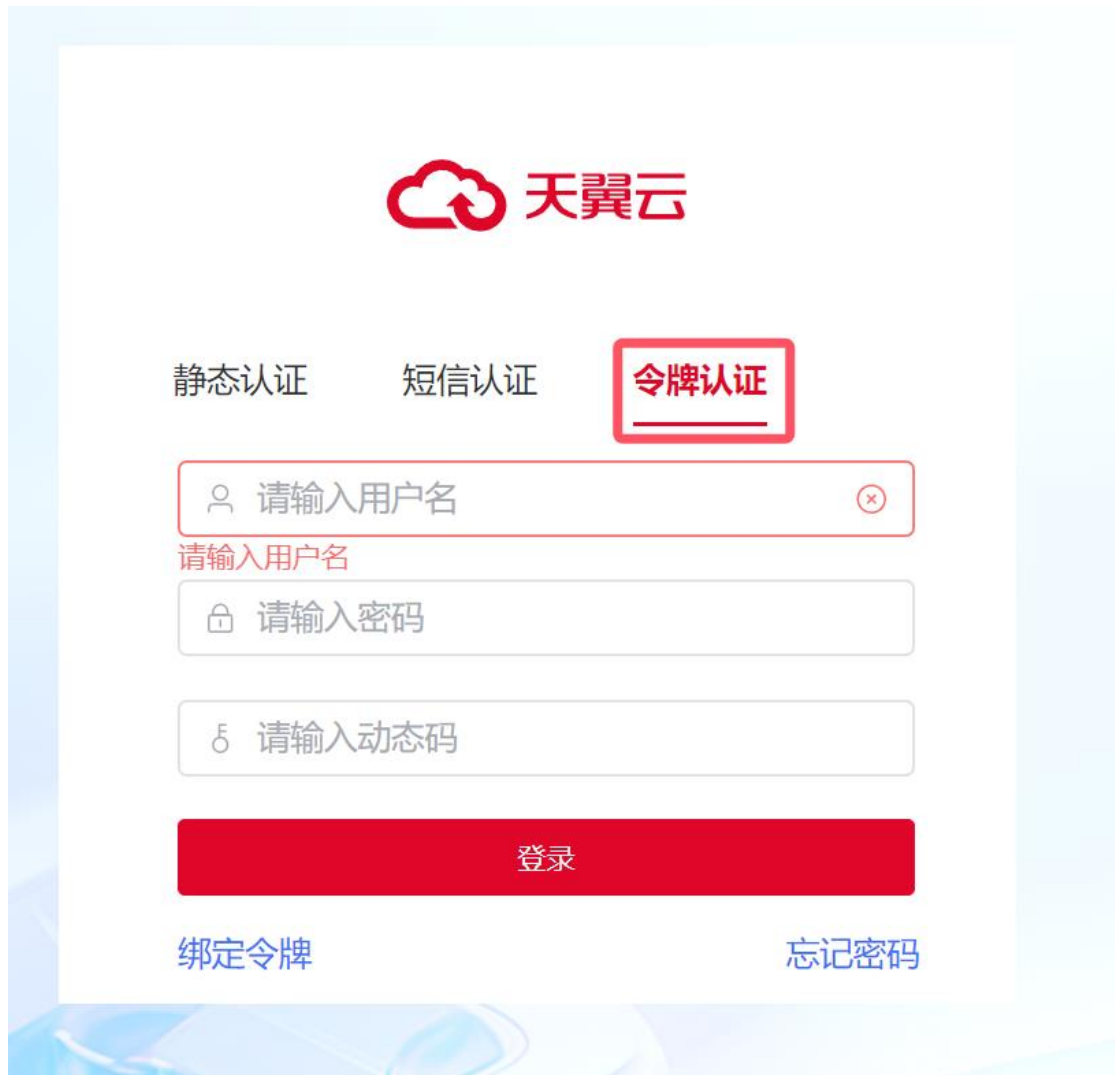 天翼云
静态认证 短信认证 令牌认证
请输入用户名
请输入用户名
请输入密码
请输入动态码
登录
绑定令牌 忘记密码